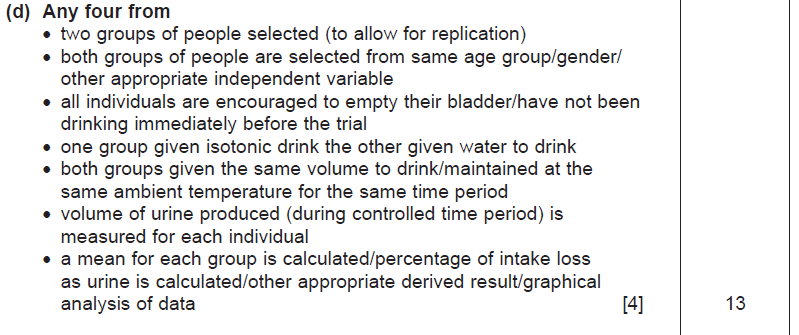 (d) Any four from
• two groups of people selected (to allow for replication)
• both groups of people are selected from same age group/gender/
other appropriate independent variable
• all individuals are encouraged to empty their bladder/have not been
drinking immediately before the trial
• one group given isotonic drink the other given water to drink
• both groups given the same volume to drink/maintained at the
same ambient temperature for the same time period
• volume of urine produced (during controlled time period) is
measured for each individual
• a mean for each group is calculated/percentage of intake loss
as urine is calculated/other appropriate derived result/graphical
analysis of data [4] 13